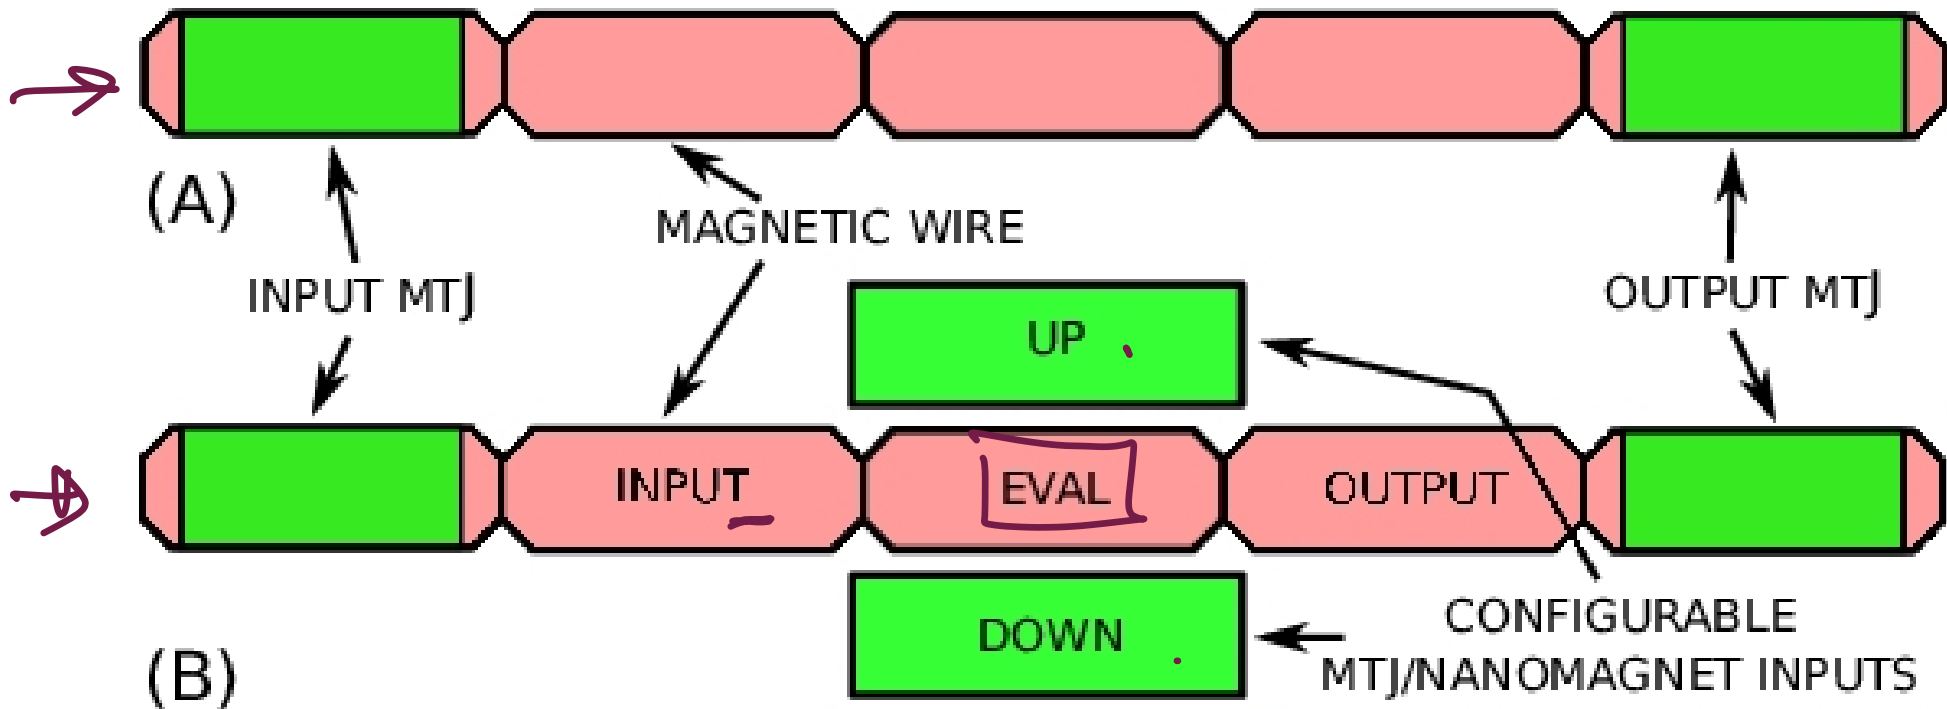 (A)
MAGNETIC WIRE
INPUT MTJ
OUTPUT MTJ
UP
INPUT
EVAL
OUTPUT
DOWN
CONFIGURABLE
MTJ/NANOMAGNET INPUTS
(B)